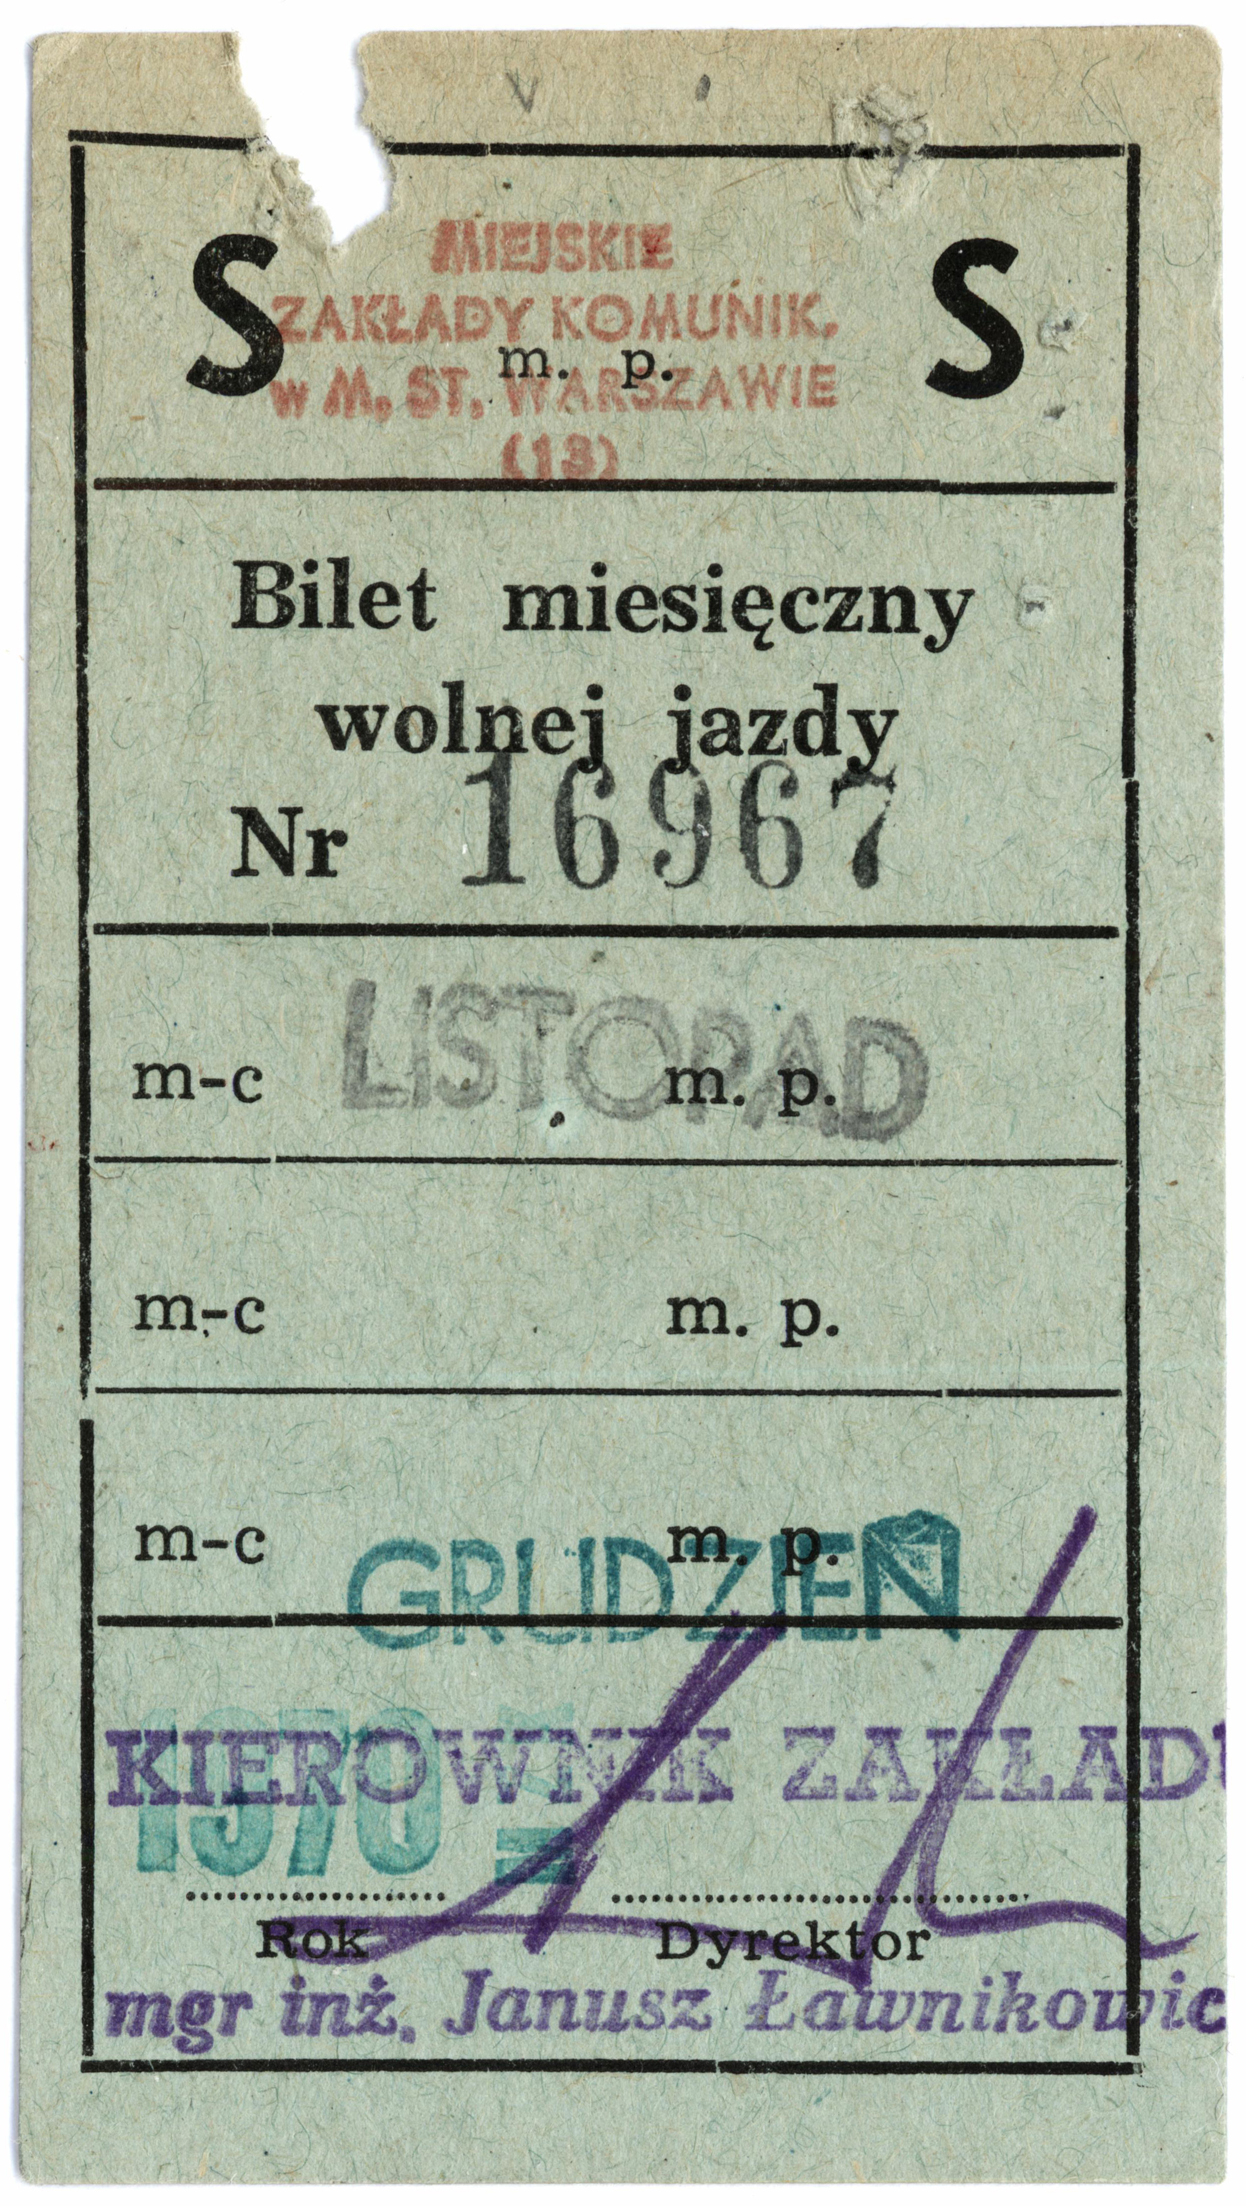 MIEJSKIE
S ZAKŁADY KOMUNIK. S
m. p.
w M. ST. WARSZAWIE
(13)
Bilet miesięczny
wolnej jazdy
Nr 16967
m-c LISTOPAD m. p.
m-c m. p.
m-c m. p.
GRUDZIEŃ
1970
KIEROWNIK ZAKŁADU
Rok Dyrektor
mgr inż. Janusz Ławnikowic